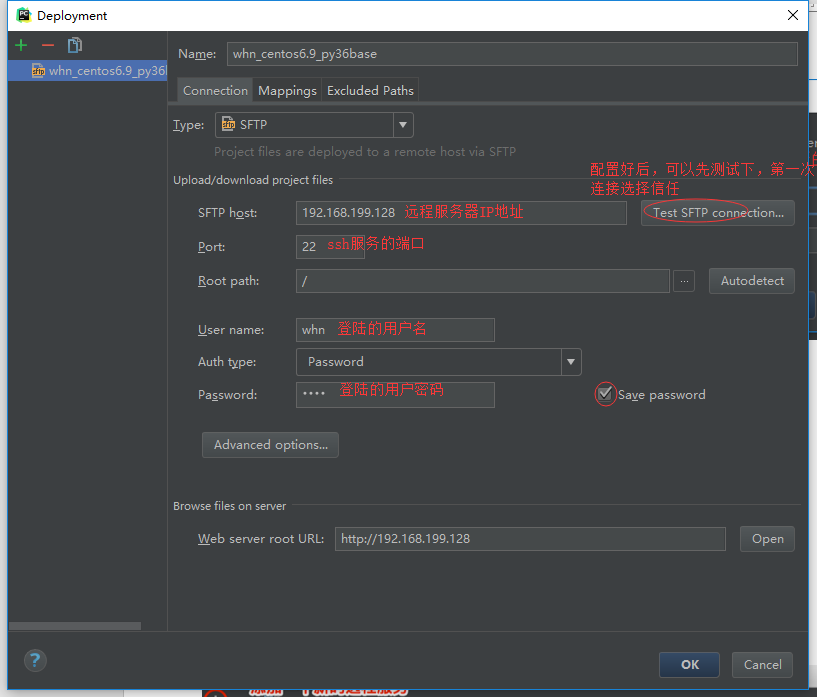 Deployment
Name: whn_centos6.9_py36base
whn_centos6.9_py36
Connection Mappings Excluded Paths
Type: SFTP
Project files are deployed to a remote host via SFTP
配置好后，可以先测试下，第一次
连接选择信任
Upload/download project files
SFTP host: 192.168.199.128 远程服务器IP地址 Test SFTP connection...
Port: 22 ssh服务的端口
Root path: / ... Autodetect
User name: whn 登陆的用户名
Auth type: Password
Password: •••• 登陆的用户密码 Save password
Advanced options...
Browse files on server
Web server root URL: http://192.168.199.128 Open
? OK Cancel